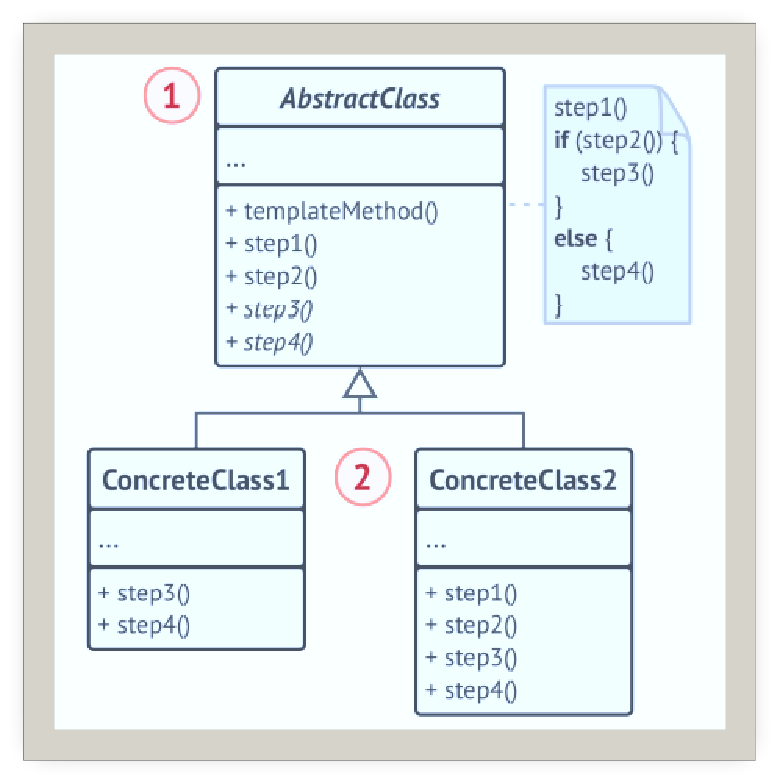 1
AbstractClass
...
+ templateMethod()
+ step1()
+ step2()
+ step3()
+ step4()
step1()
if (step2()) {
step3()
}
else {
step4()
}
2
ConcreteClass1
...
+ step3()
+ step4()
ConcreteClass2
...
+ step1()
+ step2()
+ step3()
+ step4()